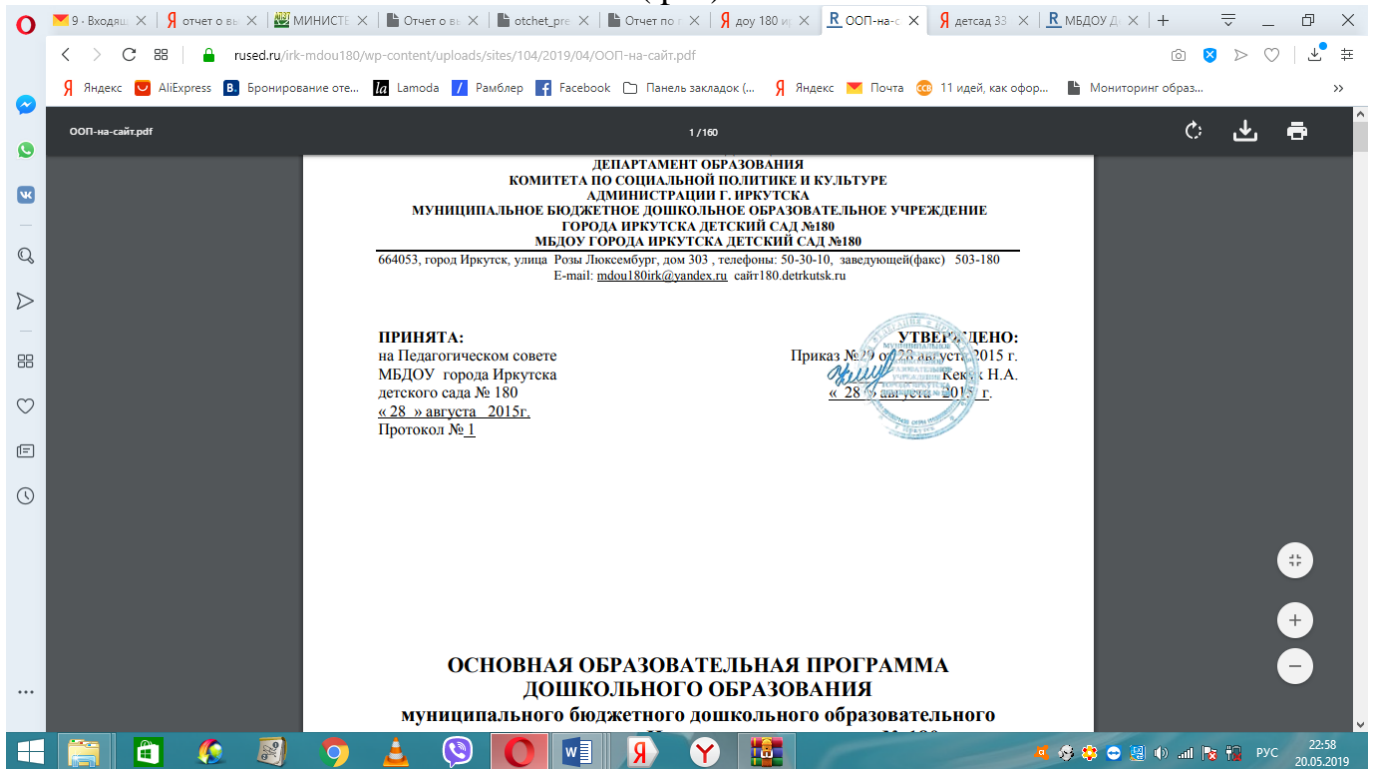 9 - Входящ
отчет о вы
МИНИСТЕ
Отчет о вы
otchet_pre
Отчет по п
доу 180 ир
ООП-на-с
детсад 33
МБДОУ Д
rused.ru/irk-mdou180/wp-content/uploads/sites/104/2019/04/ООП-на-сайт.pdf
Яндекс
AliExpress
Бронирование оте...
Lamoda
Рамблер
Facebook
Панель закладок (...
Яндекс
Почта
11 идей, как офор...
Мониторинг образ...
ООП-на-сайт.pdf
1 / 160
ДЕПАРТАМЕНТ ОБРАЗОВАНИЯ
КОМИТЕТА ПО СОЦИАЛЬНОЙ ПОЛИТИКЕ И КУЛЬТУРЕ
АДМИНИСТРАЦИИ Г. ИРКУТСКА
МУНИЦИПАЛЬНОЕ БЮДЖЕТНОЕ ДОШКОЛЬНОЕ ОБРАЗОВАТЕЛЬНОЕ УЧРЕЖДЕНИЕ
ГОРОДА ИРКУТСКА ДЕТСКИЙ САД №180
МБДОУ ГОРОДА ИРКУТСКА ДЕТСКИЙ САД №180
664053, город Иркутск, улица Розы Люксембург, дом 303 , телефоны: 50-30-10, заведующей(факс) 503-180
E-mail: mdou180irk@yandex.ru сайт180.detrkutsk.ru
ПРИНЯТА:
на Педагогическом совете
МБДОУ города Иркутска
детского сада № 180
« 28 » августа 2015г.
Протокол № 1
УТВЕРЖДЕНО:
Приказ №29 от 28 августа 2015 г.
Н.А.
« 28 » августа 2015 г.
ОСНОВНАЯ ОБРАЗОВАТЕЛЬНАЯ ПРОГРАММА
ДОШКОЛЬНОГО ОБРАЗОВАНИЯ
муниципального бюджетного дошкольного образовательного
РУС
22:58
20.05.2019